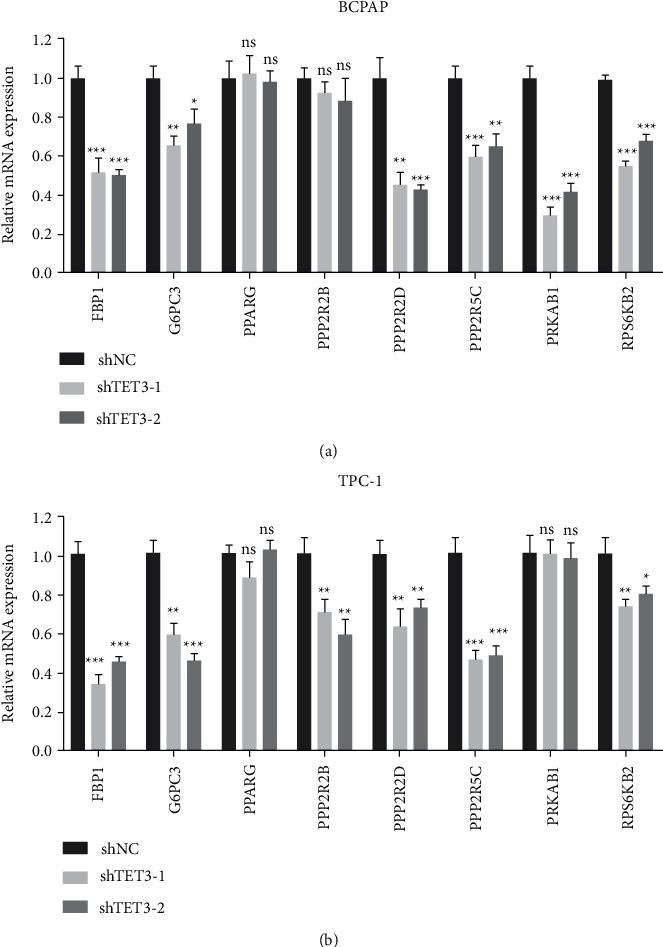 BCPAP
Relative mRNA expression
1.2
1.0
0.8
0.6
0.4
0.2
0.0
*** ***
** *
ns ns
ns ns
** ***
*** **
*** ***
*** ***
FBP1
G6PC3
PPARG
PPP2R2B
PPP2R2D
PPP2R5C
PRKAB1
RPS6KB2
shNC
shTET3-1
shTET3-2
(a)
TPC-1
Relative mRNA expression
1.2
1.0
0.8
0.6
0.4
0.2
0.0
*** ***
** ***
ns ns
** **
** **
*** ***
ns ns
** *
FBP1
G6PC3
PPARG
PPP2R2B
PPP2R2D
PPP2R5C
PRKAB1
RPS6KB2
shNC
shTET3-1
shTET3-2
(b)